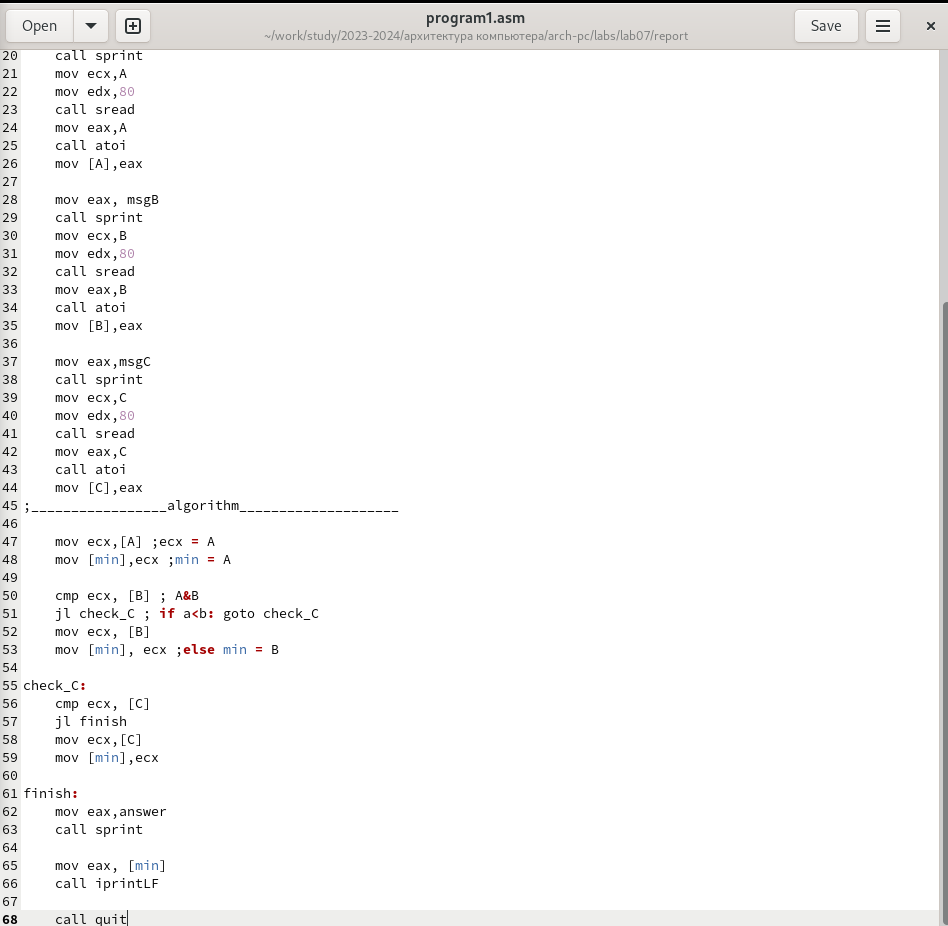 Open
program1.asm
~/work/study/2023-2024/архитектура компьютера/arch-pc/labs/lab07/report
Save
20     call sprint
21     mov ecx,A
22     mov edx,80
23     call sread
24     mov eax,A
25     call atoi
26     mov [A],eax
27
28     mov eax, msgB
29     call sprint
30     mov ecx,B
31     mov edx,80
32     call sread
33     mov eax,B
34     call atoi
35     mov [B],eax
36
37     mov eax,msgC
38     call sprint
39     mov ecx,C
40     mov edx,80
41     call sread
42     mov eax,C
43     call atoi
44     mov [C],eax
45 ;_________________algorithm____________________
46
47     mov ecx,[A] ;ecx = A
48     mov [min],ecx ;min = A
49
50     cmp ecx, [B] ; A&B
51     jl check_C ; if a<b: goto check_C
52     mov ecx, [B]
53     mov [min], ecx ;else min = B
54
55 check_C:
56     cmp ecx, [C]
57     jl finish
58     mov ecx,[C]
59     mov [min],ecx
60
61 finish:
62     mov eax,answer
63     call sprint
64
65     mov eax, [min]
66     call iprintLF
67
68     call quit